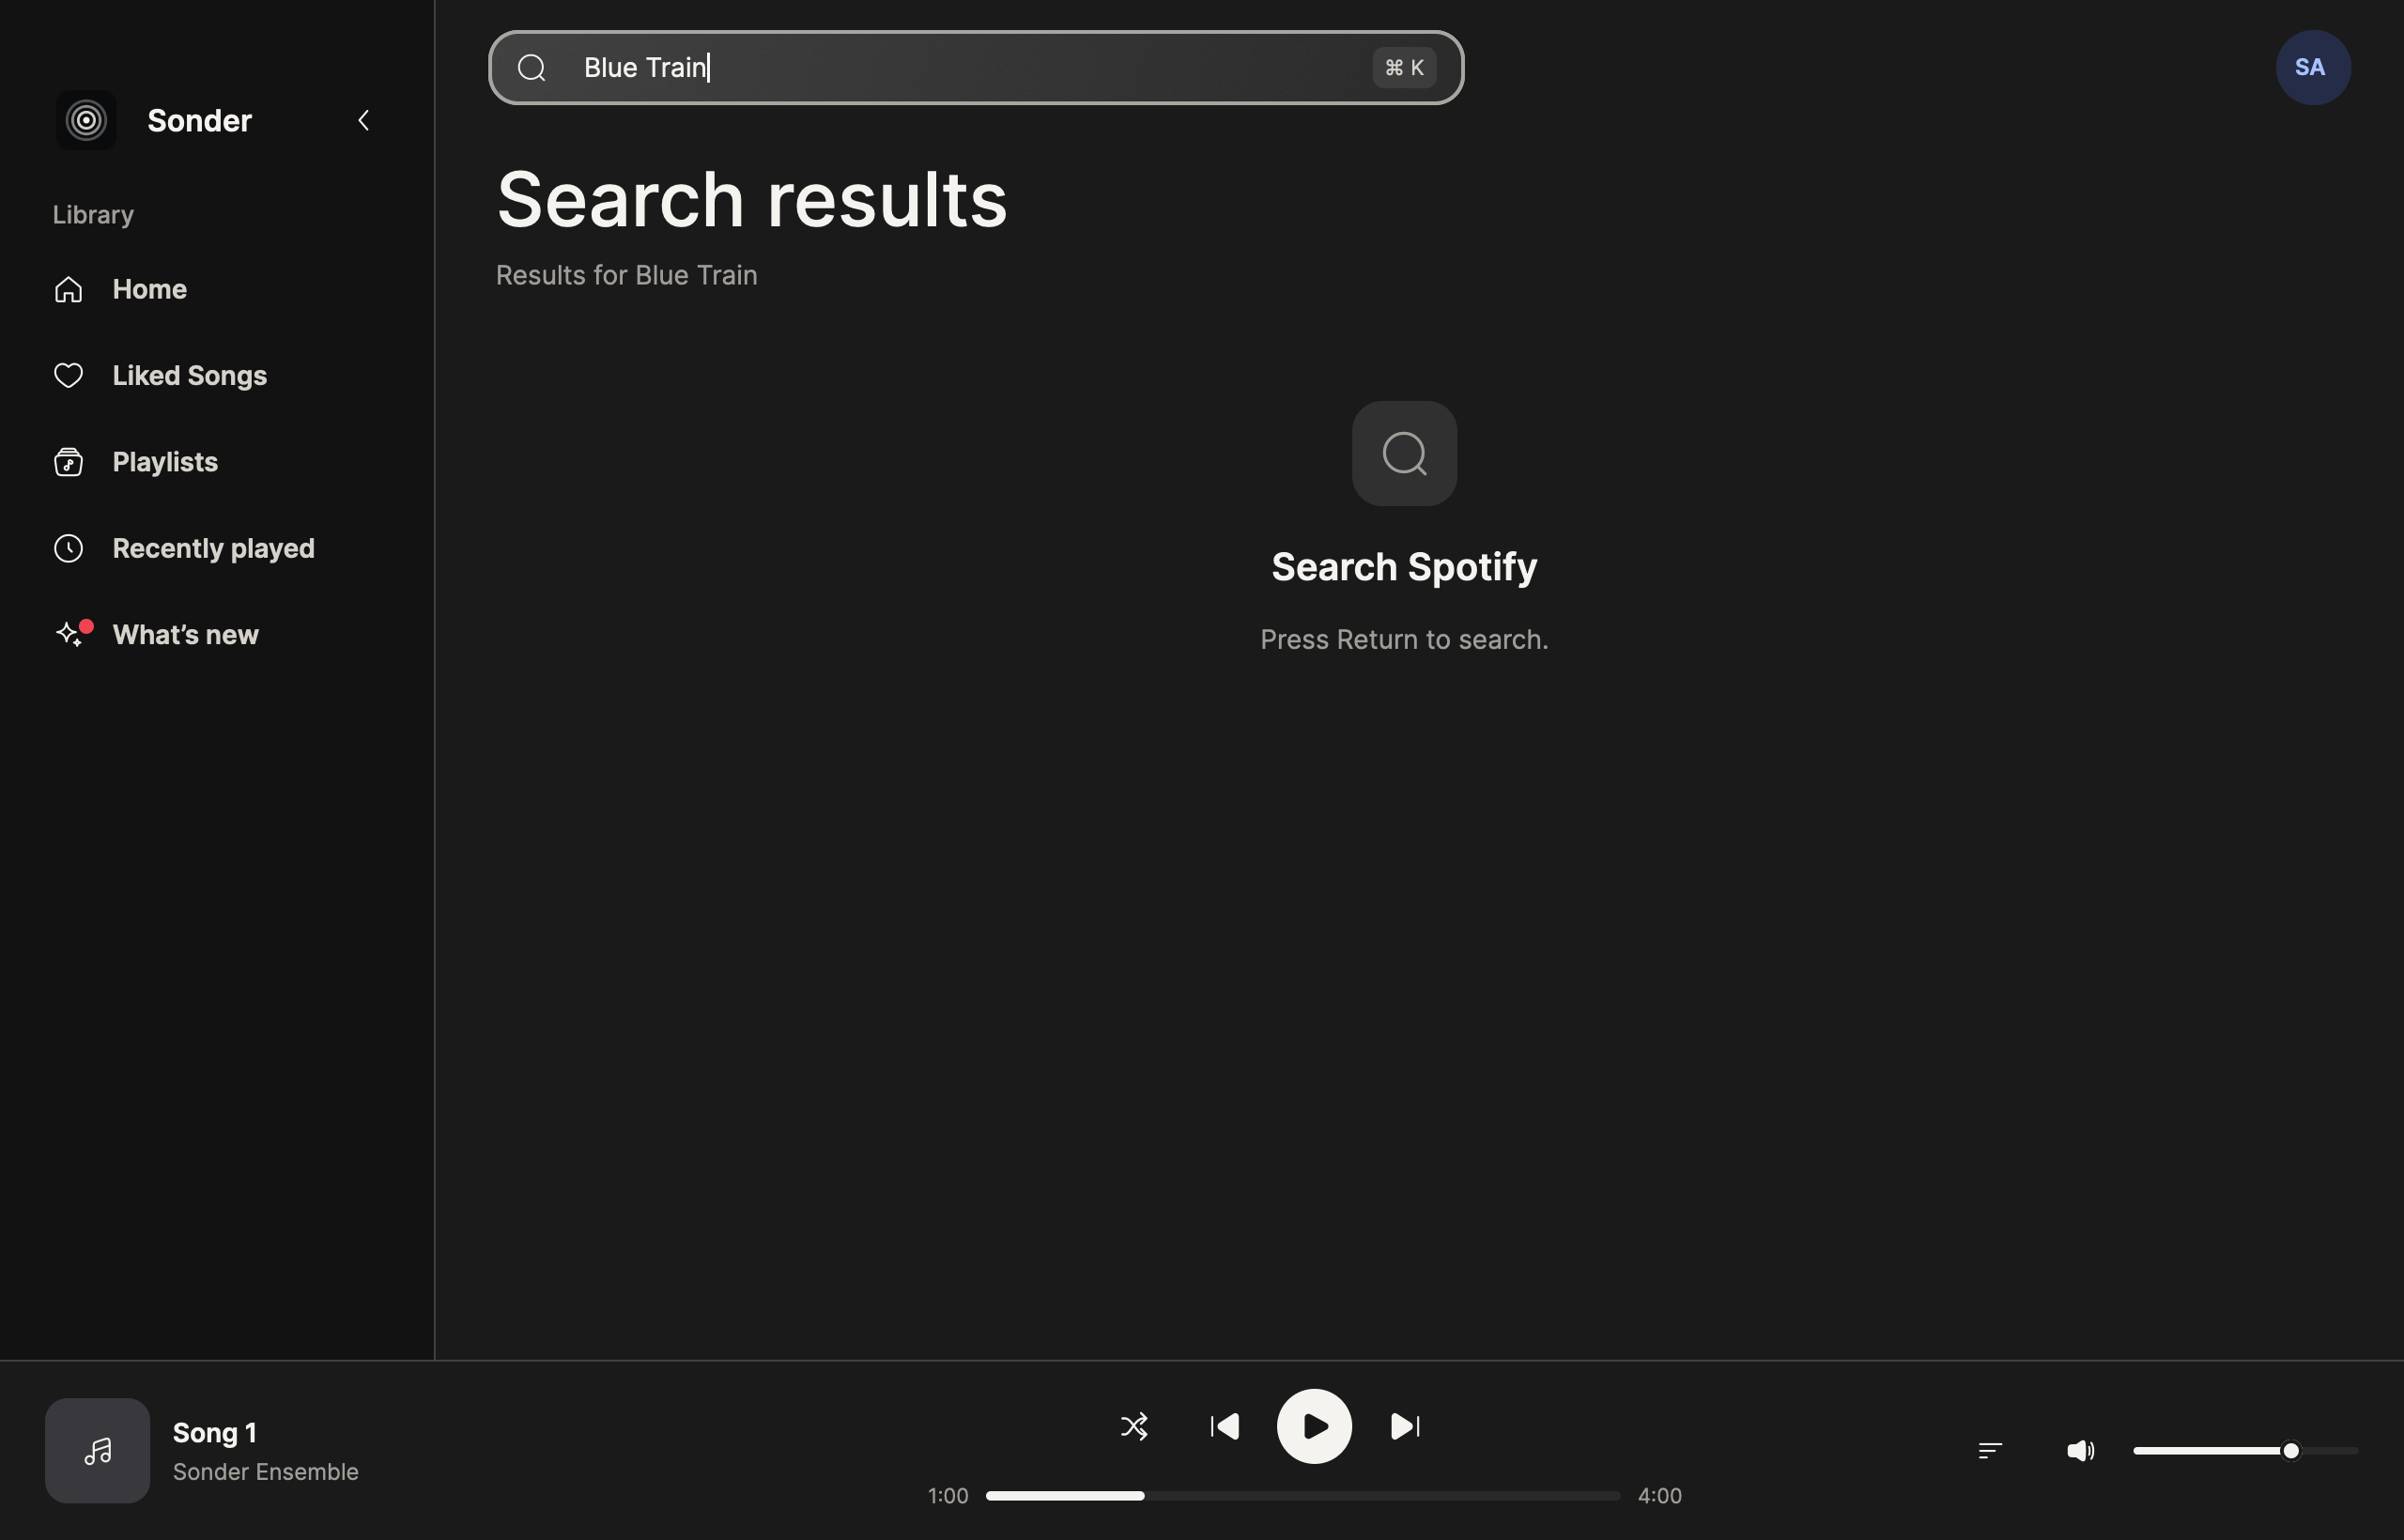 Blue Train
⌘ K
SA
Sonder
Library
Home
Liked Songs
Playlists
Recently played
What’s new
Search results
Results for Blue Train
Search Spotify
Press Return to search.
Song 1
Sonder Ensemble
1:00
4:00